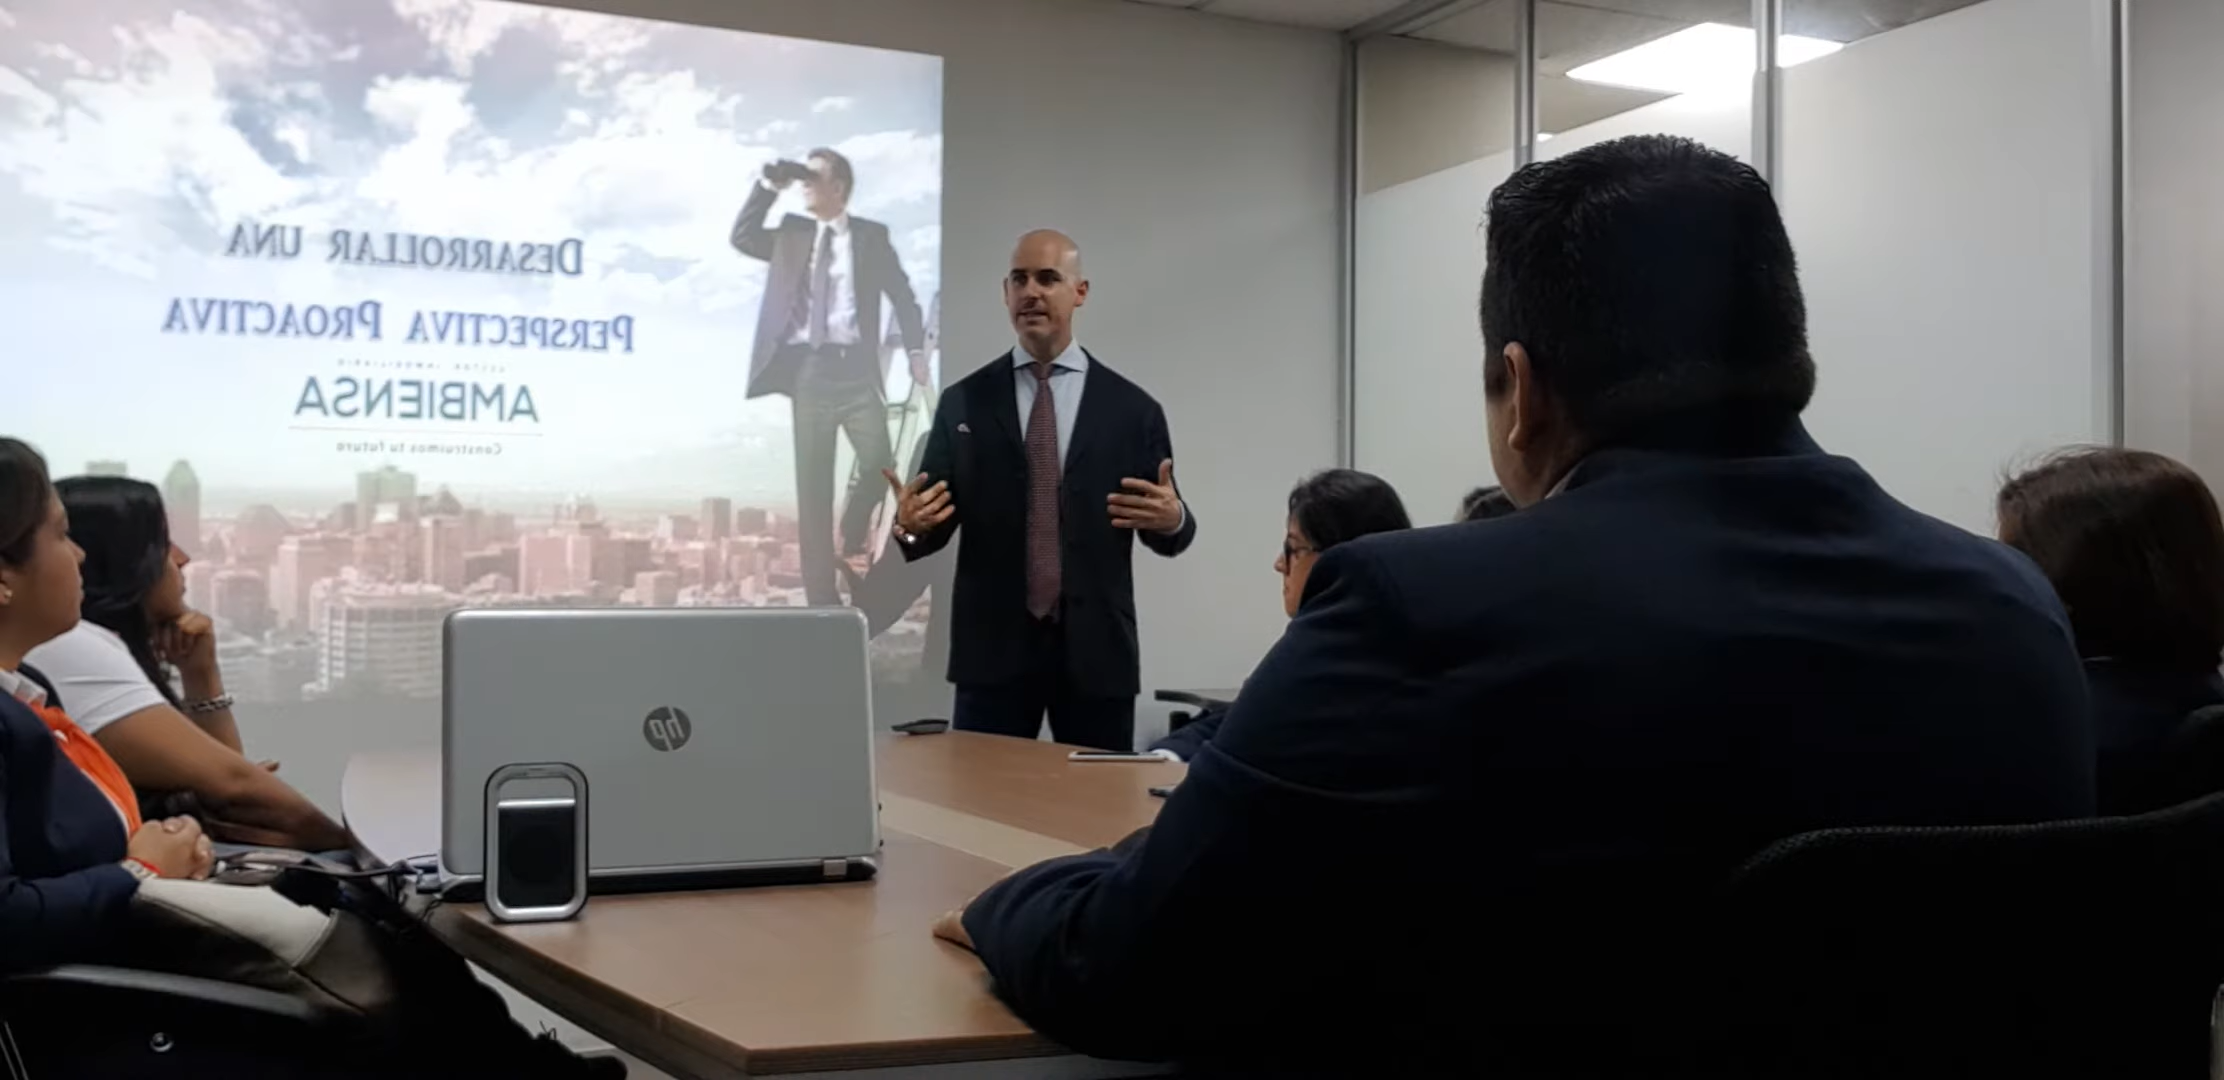 DESARROLLAR UNA
PERSPECTIVA PROACTIVA
AMBIENSA
Construimos tu futuro
hp